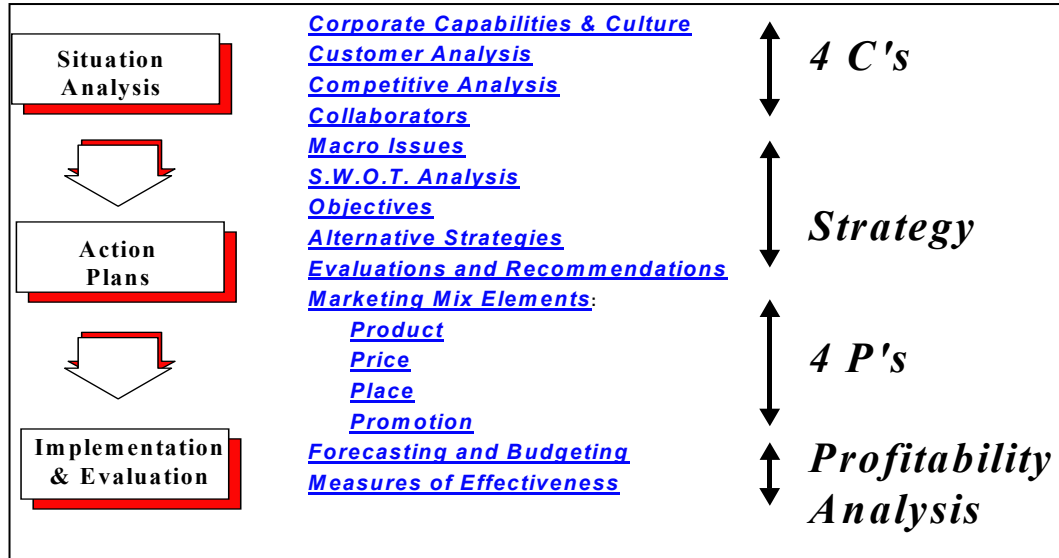 Situation
Analysis
Action
Plans
Implementation
& Evaluation
Corporate Capabilities & Culture
Customer Analysis
Competitive Analysis
Collaborators
Macro Issues
S.W.O.T. Analysis
Objectives
Alternative Strategies
Evaluations and Recommendations
Marketing Mix Elements:
Product
Price
Place
Promotion
Forecasting and Budgeting
Measures of Effectiveness
4 C's
Strategy
4 P's
Profitability
Analysis